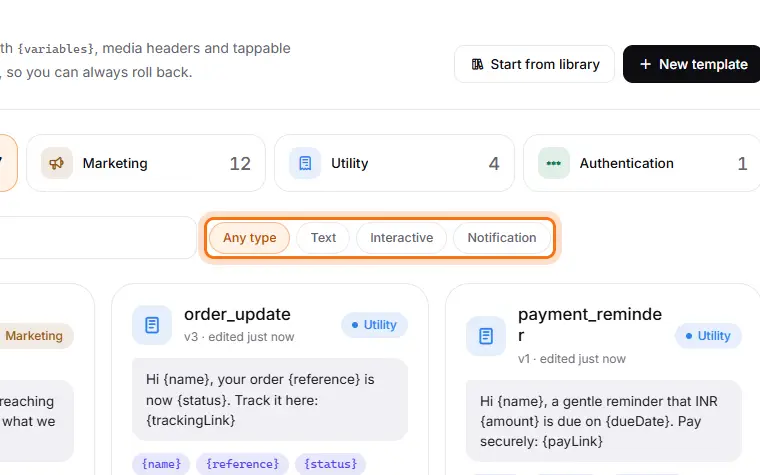 th {variables}, media headers and tappable
, so you can always roll back.
Start from library
+ New template
Marketing 12
Utility 4
Authentication 1
Any type
Text
Interactive
Notification
Marketing
reaching
what we
order_update
v3 · edited just now
Utility
Hi {name}, your order {reference} is
now {status}. Track it here:
{trackingLink}
{name} {reference} {status}
payment_reminde
r
v1 · edited just now
Utility
Hi {name}, a gentle reminder that INR
{amount} is due on {dueDate}. Pay
securely: {payLink}